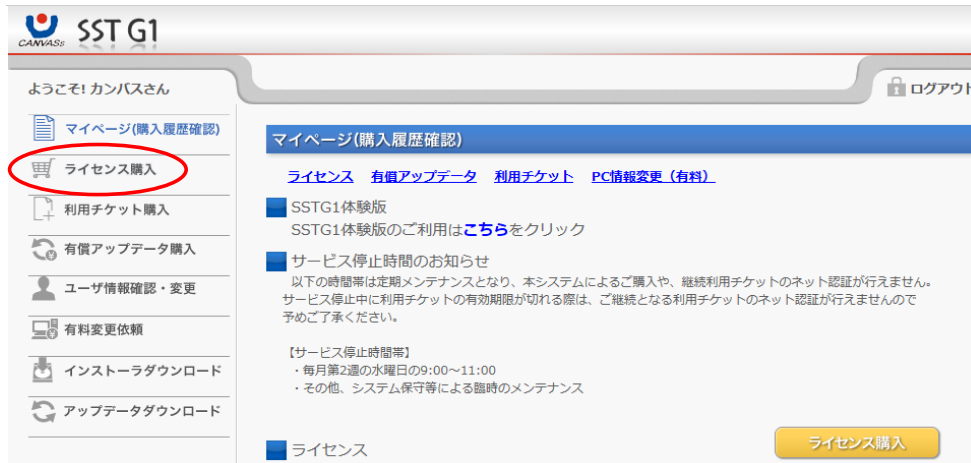 CANVASs SST G1
ようこそ! カンバスさん
ログアウト
マイページ(購入履歴確認)
ライセンス購入
利用チケット購入
有償アップデータ購入
ユーザ情報確認・変更
有料変更依頼
インストーラダウンロード
アップデータダウンロード
マイページ(購入履歴確認)
ライセンス 有償アップデータ 利用チケット PC情報変更（有料）
SSTG1体験版
SSTG1体験版のご利用はこちらをクリック
サービス停止時間のお知らせ
以下の時間帯は定期メンテナンスとなり、本システムによるご購入や、継続利用チケットのネット認証が行えません。
サービス停止中に利用チケットの有効期限が切れる際は、ご継続となる利用チケットのネット認証が行えませんので
予めご了承ください。
【サービス停止時間帯】
・毎月第2週の水曜日の9:00～11:00
・その他、システム保守等による臨時のメンテナンス
ライセンス
ライセンス購入